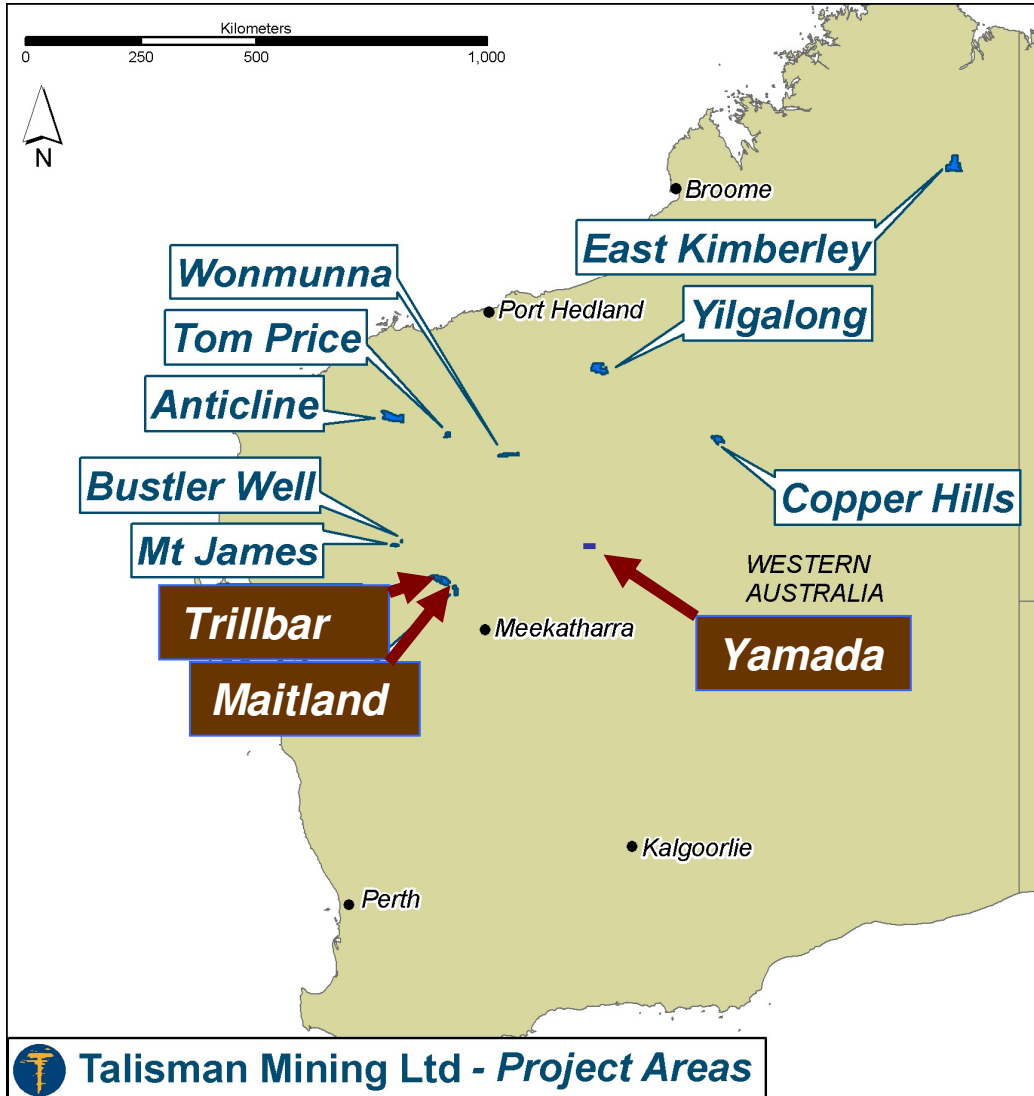 Kilometers
0 250 500 1,000
N
Broome
East Kimberley
Wonmunna
Port Hedland
Yilgalong
Tom Price
Anticline
Bustler Well
Copper Hills
Mt James
WESTERN
AUSTRALIA
Trillbar
Meekatharra
Yamada
Maitland
Kalgoorlie
Perth
Talisman Mining Ltd - Project Areas